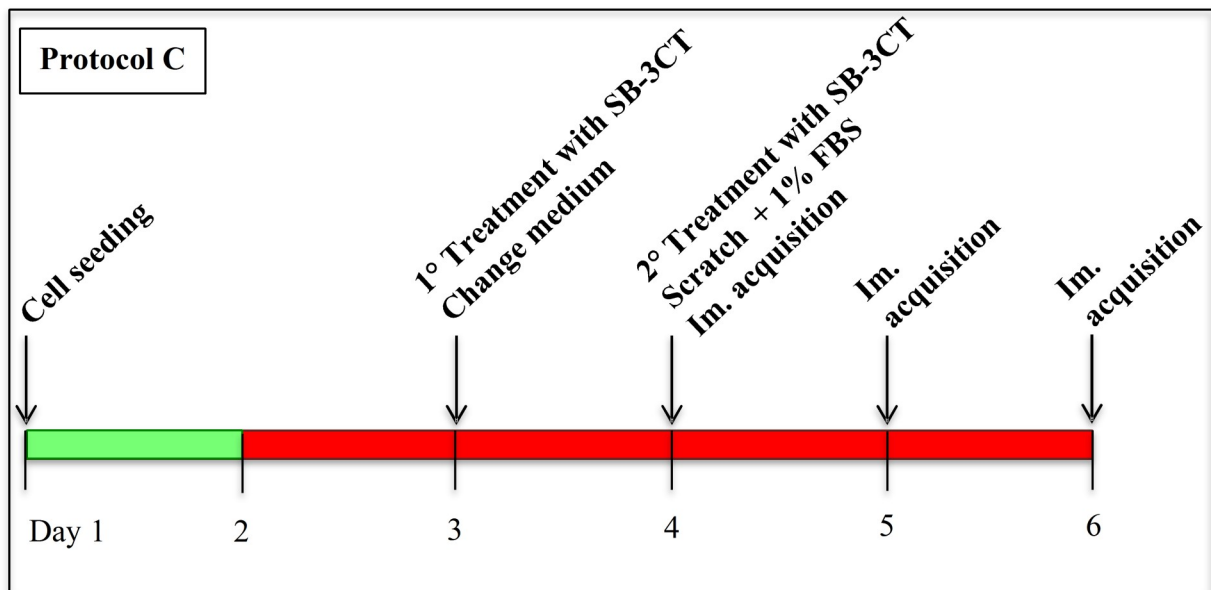 Protocol C
Cell seeding
1° Treatment with SB-3CT
Change medium
2° Treatment with SB-3CT
Scratch + 1% FBS
Im. acquisition
Im.
acquisition
Im.
acquisition
Day 1
2
3
4
5
6